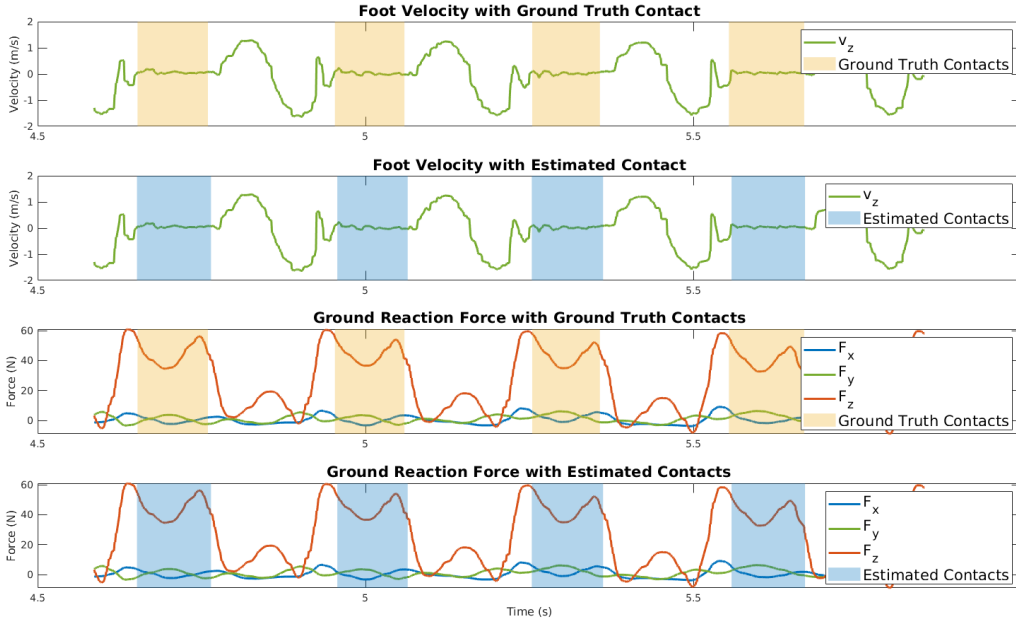 Foot Velocity with Ground Truth Contact
2
1
0
-1
-2
Velocity (m/s)
v_z
Ground Truth Contacts
4.5
5
5.5
Foot Velocity with Estimated Contact
2
1
0
-1
-2
Velocity (m/s)
v_z
Estimated Contacts
4.5
5
5.5
Ground Reaction Force with Ground Truth Contacts
60
40
20
0
Force (N)
F_x
F_y
F_z
Ground Truth Contacts
4.5
5
5.5
Ground Reaction Force with Estimated Contacts
60
40
20
0
Force (N)
F_x
F_y
F_z
Estimated Contacts
4.5
5
5.5
Time (s)